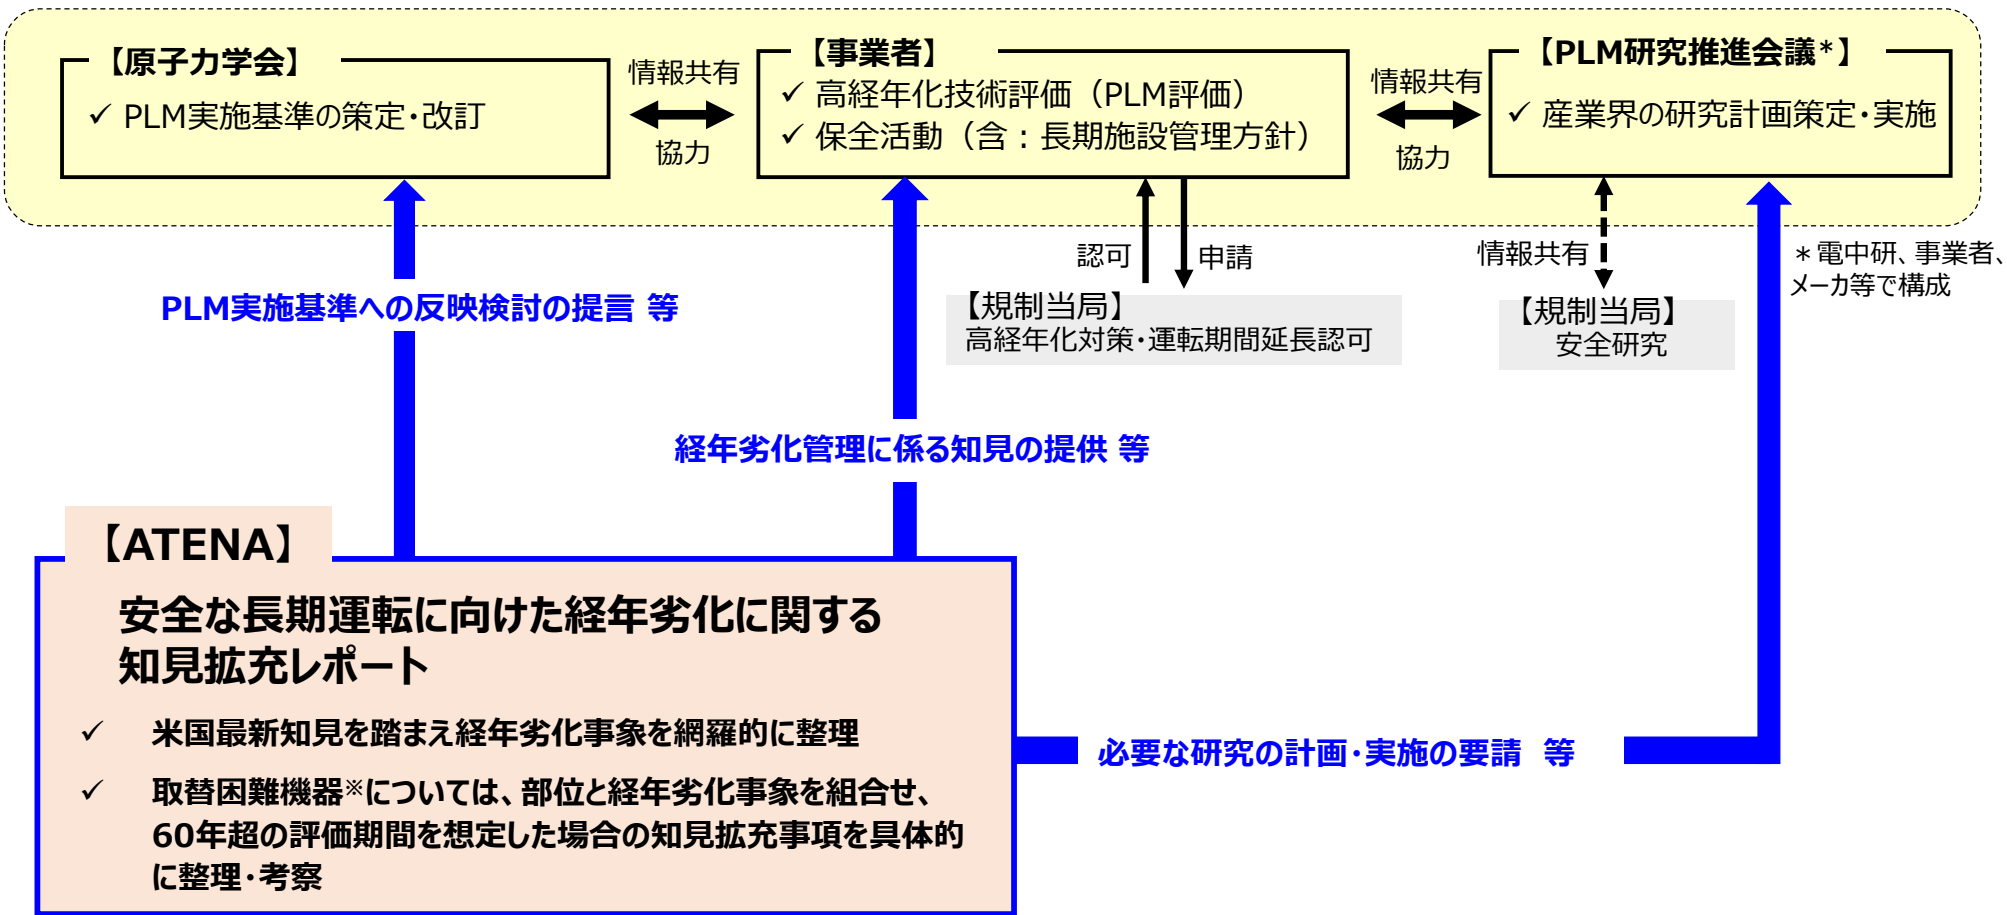 【原子力学会】
✓ PLM実施基準の策定・改訂
情報共有
協力
【事業者】
✓ 高経年化技術評価（PLM評価）
✓ 保全活動（含：長期施設管理方針）
情報共有
協力
【PLM研究推進会議*】
✓ 産業界の研究計画策定・実施
認可
申請
情報共有
＊電中研、事業者、
メーカ等で構成
【規制当局】
高経年化対策・運転期間延長認可
【規制当局】
安全研究
PLM実施基準への反映検討の提言 等
経年劣化管理に係る知見の提供 等
【ATENA】
安全な長期運転に向けた経年劣化に関する
知見拡充レポート
✓ 米国最新知見を踏まえ経年劣化事象を網羅的に整理
✓ 取替困難機器※については、部位と経年劣化事象を組合せ、
60年超の評価期間を想定した場合の知見拡充事項を具体的
に整理・考察
必要な研究の計画・実施の要請 等